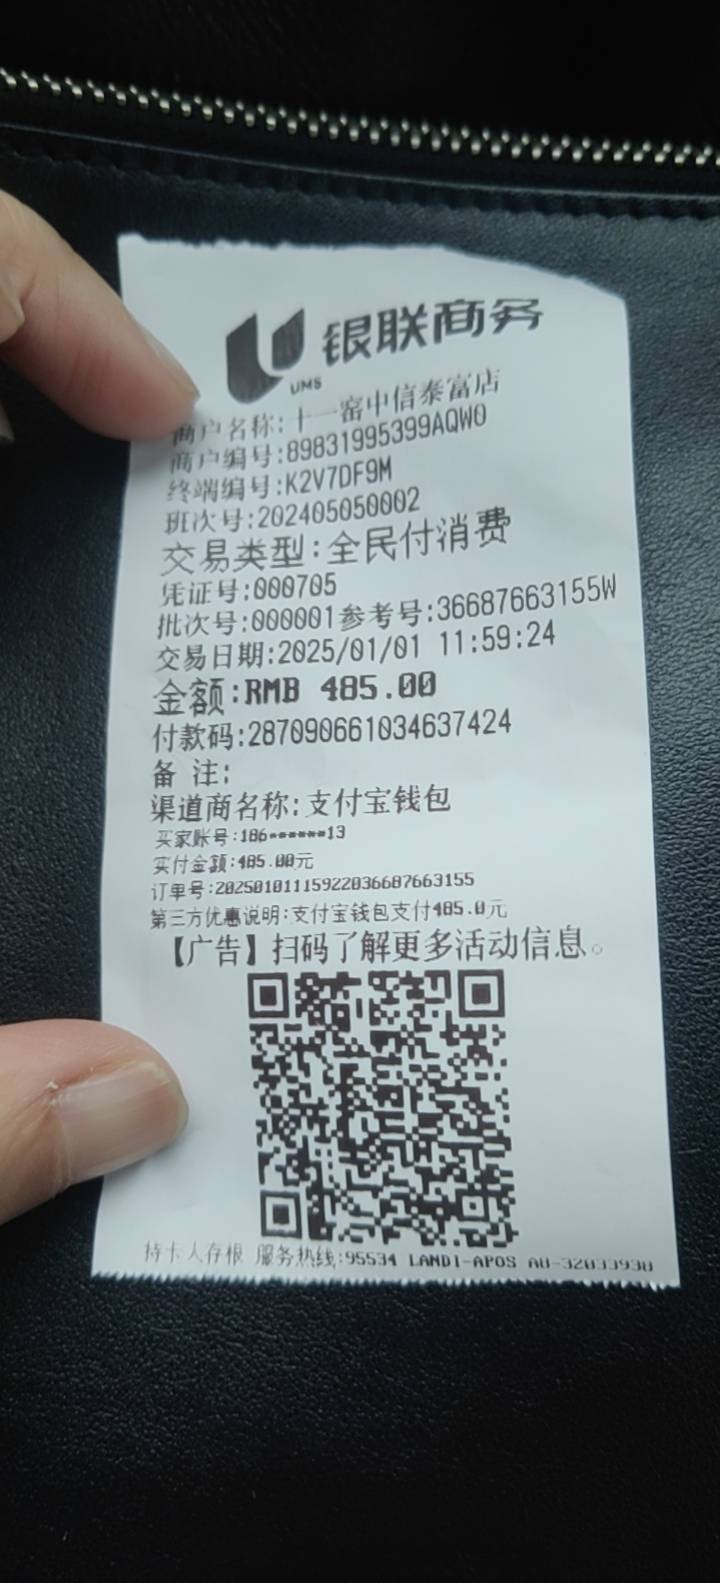 银联商务
UMS
商户名称:十一窑中信泰富店
商户编号:89831995399AQW0
终端编号:K2V7DF9M
班次号:202405050002
交易类型:全民付消费
凭证号:000705
批次号:000001参考号:36687663155W
交易日期:2025/01/01 11:59:24
金额:RMB 485.00
付款码:287090661034637424
备 注:
渠道商名称:支付宝钱包
买家账号:186******13
实付金额:485.00元
订单号:20250101115922036687663155
第三方优惠说明:支付宝钱包支付485.0元
【广告】扫码了解更多活动信息。
持卡人存根 服务热线:95534 LANDI-APOS A8-32033938